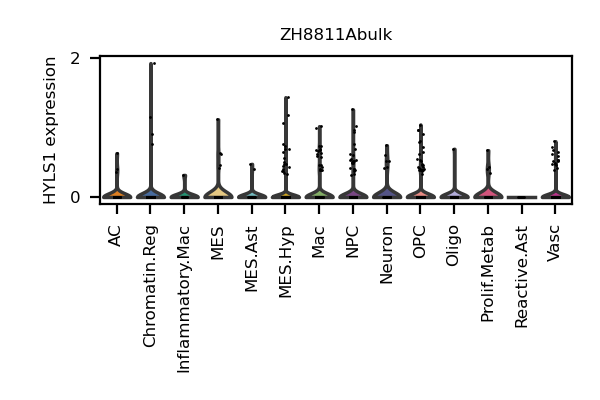 ZH8811Abulk
HYLS1 expression
2
0
AC
Chromatin.Reg
Inflammatory.Mac
MES
MES.Ast
MES.Hyp
Mac
NPC
Neuron
OPC
Oligo
Prolif.Metab
Reactive.Ast
Vasc